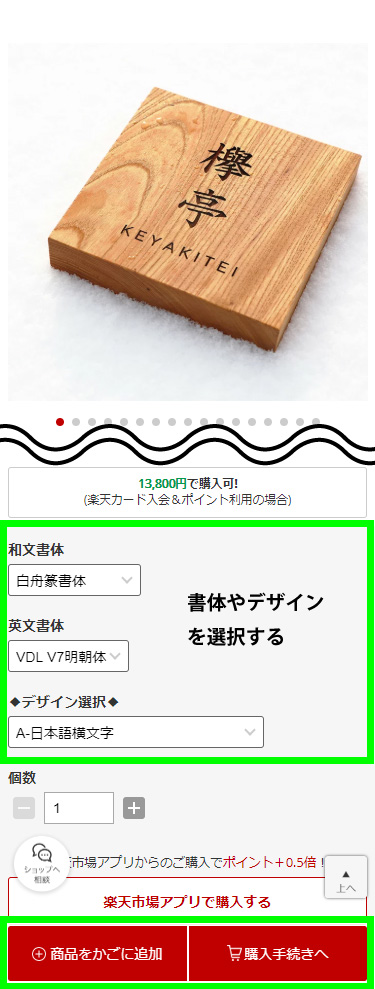 欅亭
KEYAKITEI
13,800円で購入可!
(楽天カード入会＆ポイント利用の場合)
和文書体
白舟篆書体
英文書体
VDL V7明朝体
◆デザイン選択◆
A-日本語横文字
書体やデザイン
を選択する
個数
1
市場アプリからのご購入でポイント＋0.5倍！
ショップへ
相談
▲
上へ
楽天市場アプリで購入する
商品をかごに追加
購入手続きへ